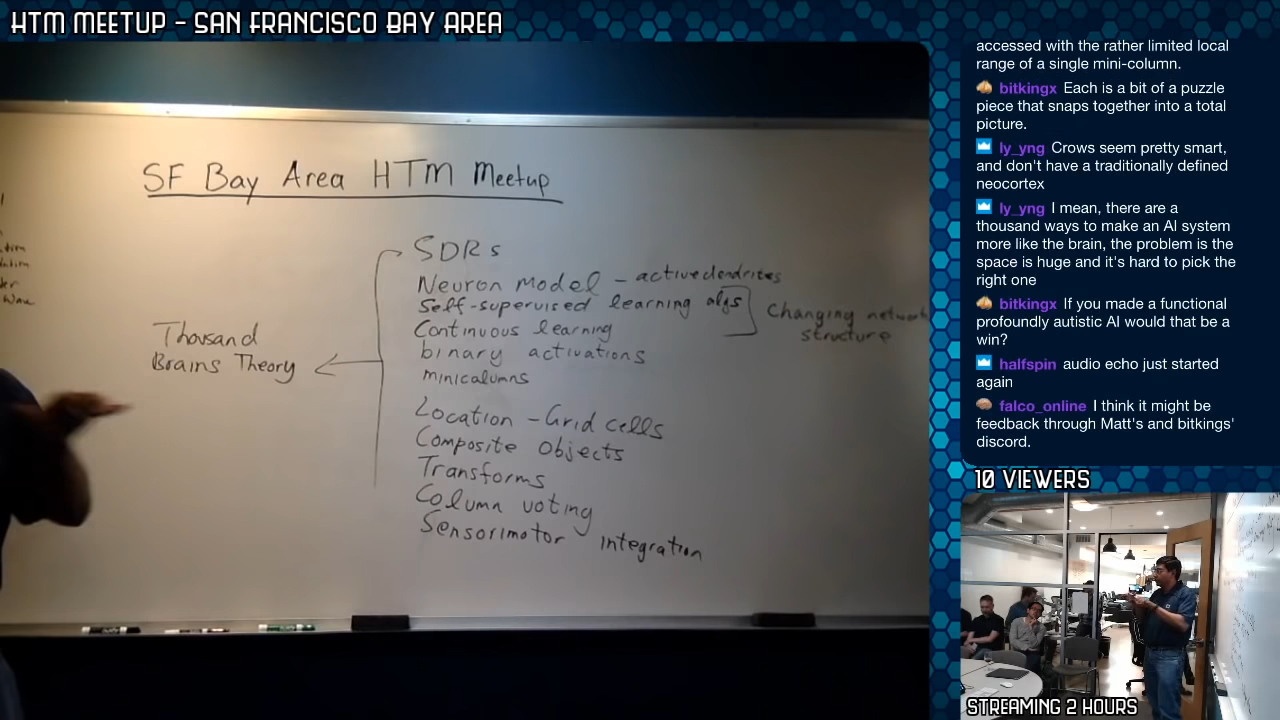 HTM MEETUP - SAN FRANCISCO BAY AREA
SF Bay Area HTM Meetup
SDRs
Neuron model - active dendrites
Self-supervised learning algs
Continuous learning
Changing network
structure
binary activations
minicalumns
Thousand
Brains Theory
Location - Grid cells
Composite Objects
Transforms
Column voting
Sensorimotor integration
accessed with the rather limited local
range of a single mini-column.
bitkingx Each is a bit of a puzzle
piece that snaps together into a total
picture.
ly_yng Crows seem pretty smart,
and don't have a traditionally defined
neocortex
ly_yng I mean, there are a
thousand ways to make an AI system
more like the brain, the problem is the
space is huge and it's hard to pick the
right one
bitkingx If you made a functional
profoundly autistic AI would that be a
win?
halfspin audio echo just started
again
falco_online I think it might be
feedback through Matt's and bitkings'
discord.
10 VIEWERS
STREAMING 2 HOURS